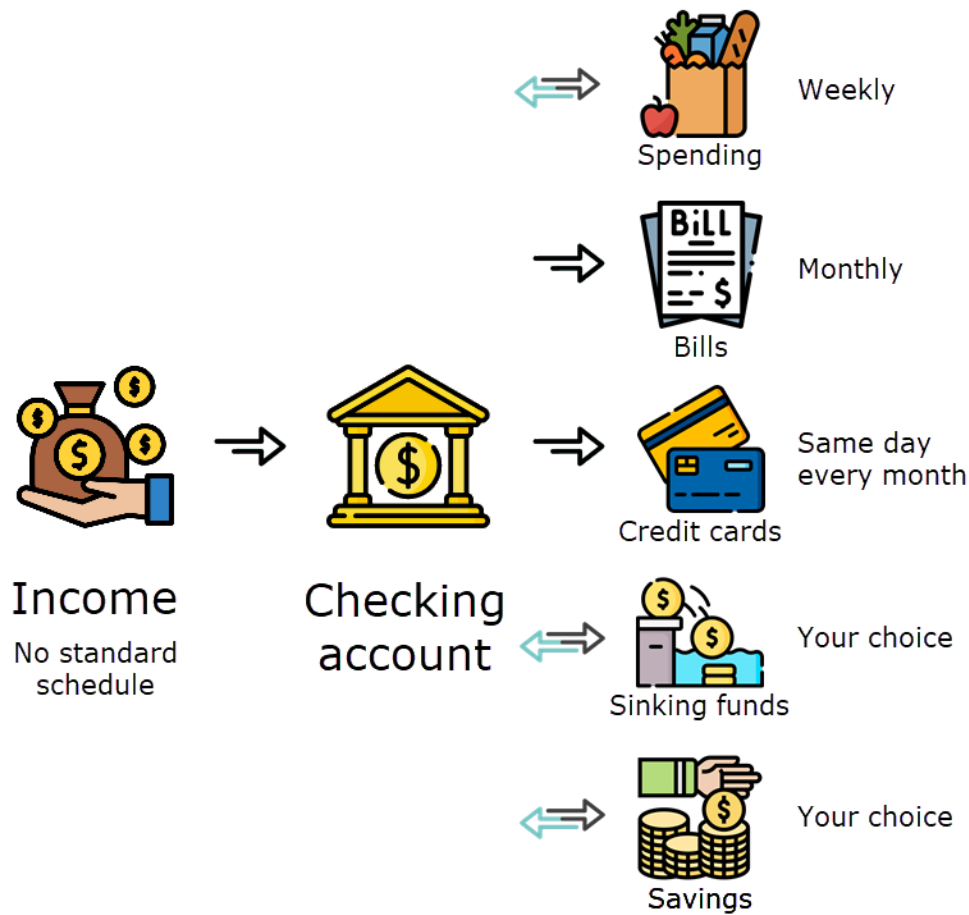 Weekly
Spending
BiLL
$
Monthly
Bills
$
$
$
$
$
Same day
every month
Credit cards
Income
No standard
schedule
Checking
account
$
$
Your choice
Sinking funds
$
Your choice
Savings